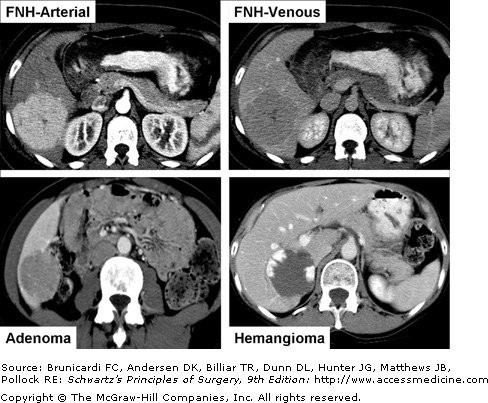 FNH-Arterial
FNH-Venous
Adenoma
Hemangioma
Source: Brunicardi FC, Andersen DK, Billiar TR, Dunn DL, Hunter JG, Matthews JB,
Pollock RE: Schwartz's Principles of Surgery, 9th Edition: http://www.accessmedicine.com
Copyright © The McGraw-Hill Companies, Inc. All rights reserved.